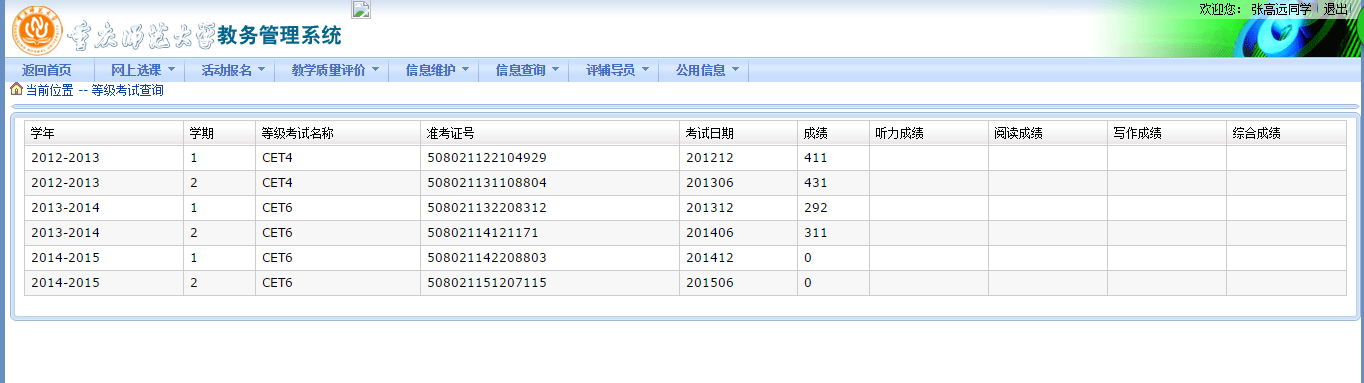 欢迎您： 张高远同学 退出
重庆师范大学教务管理系统
返回首页 网上选课 活动报名 教学质量评价 信息维护 信息查询 评辅导员 公用信息
当前位置 -- 等级考试查询
学年 学期 等级考试名称 准考证号 考试日期 成绩 听力成绩 阅读成绩 写作成绩 综合成绩
2012-2013 1 CET4 508021122104929 201212 411
2012-2013 2 CET4 508021131108804 201306 431
2013-2014 1 CET6 508021132208312 201312 292
2013-2014 2 CET6 50802114121171 201406 311
2014-2015 1 CET6 508021142208803 201412 0
2014-2015 2 CET6 508021151207115 201506 0